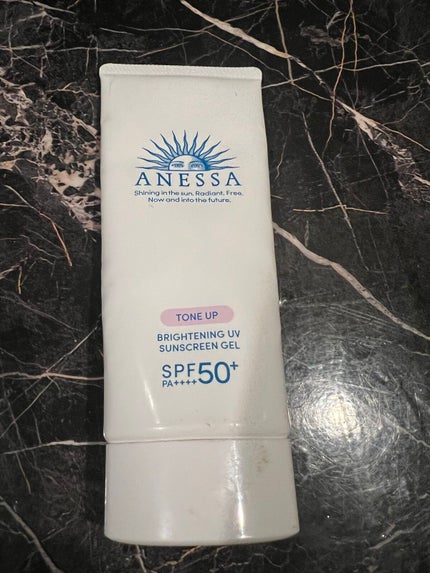 ANESSA
Shining in the sun. Radiant. Free.
Now and into the future.
TONE UP
BRIGHTENING UV
SUNSCREEN GEL
SPF50+
PA++++